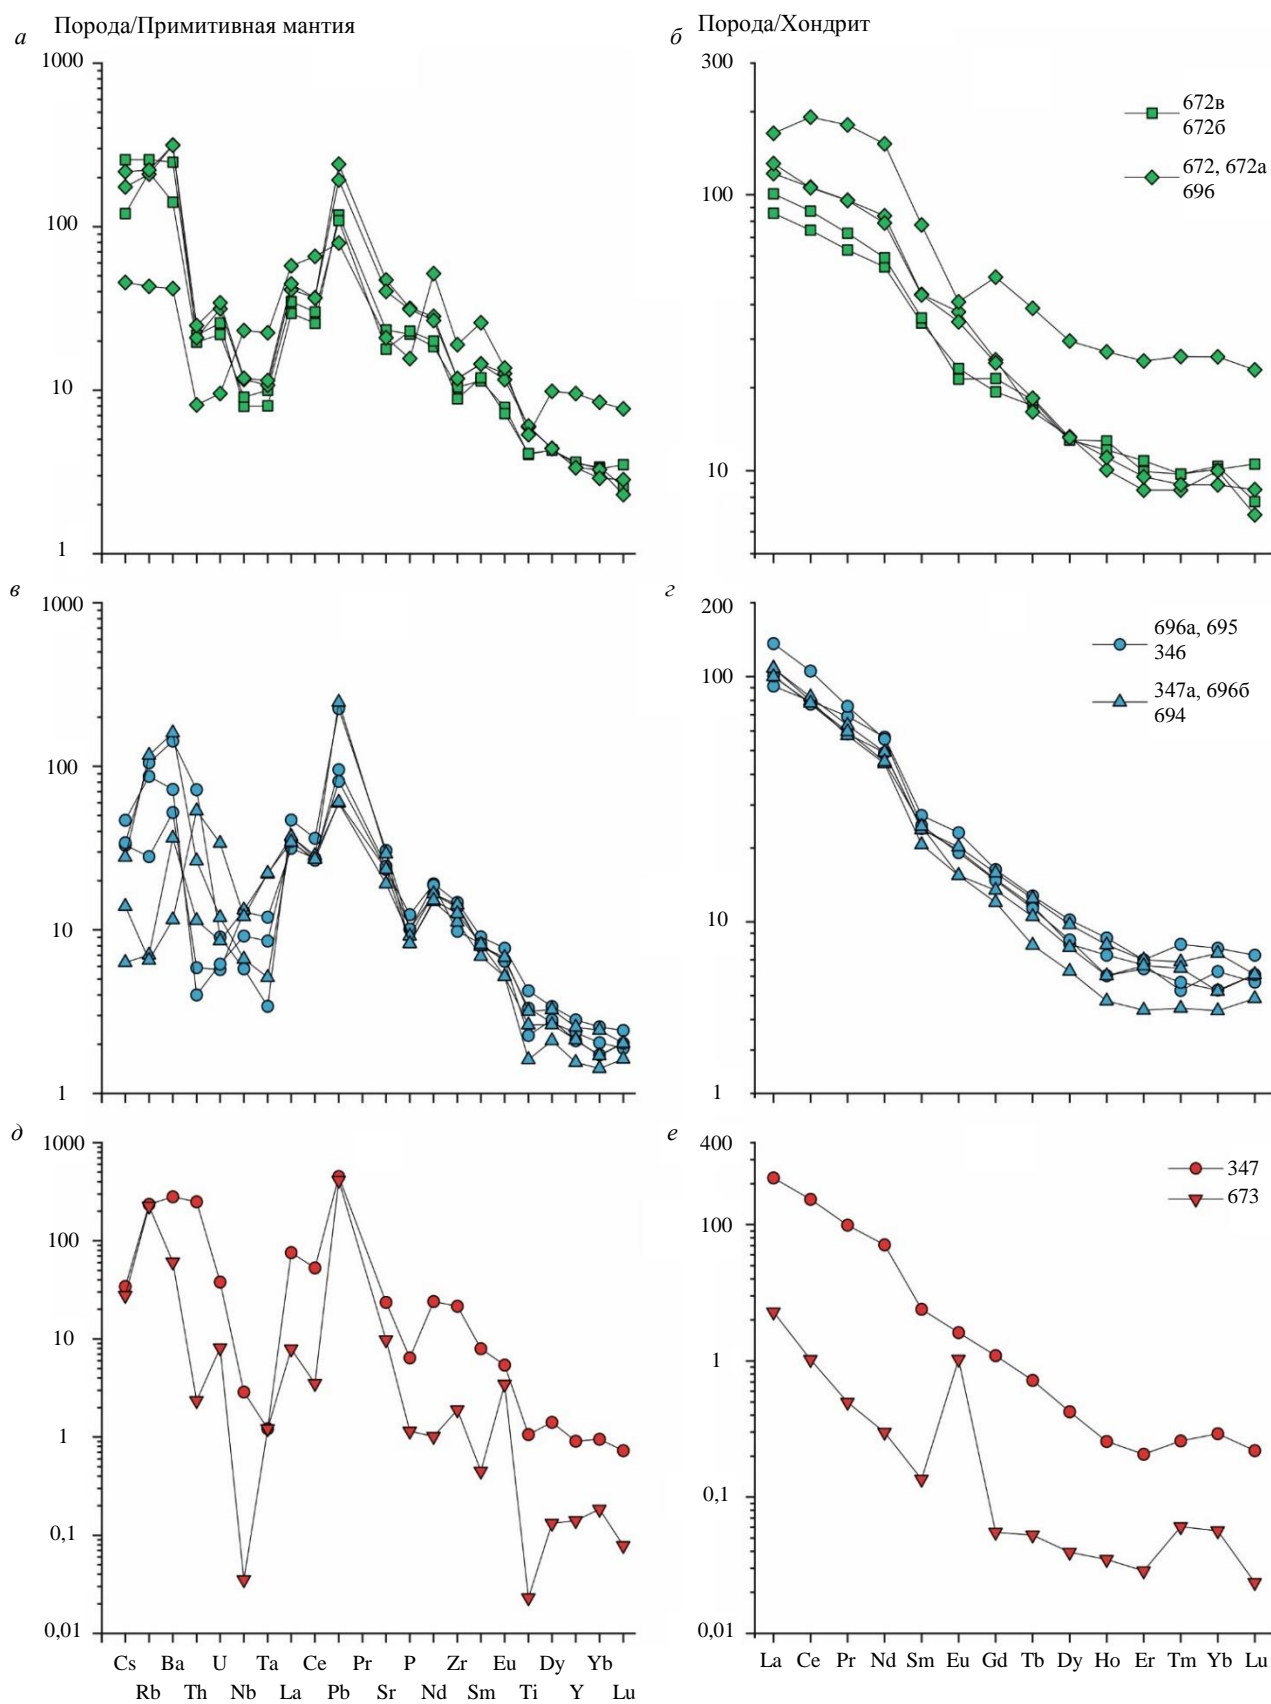 а Порода/Примитивная мантия
1000
100
10
1
б Порода/Хондрит
300
100
10
672в
672б
672, 672а
696
в
1000
100
10
1
г
200
100
10
1
696а, 695
346
347а, 696б
694
д
1000
100
10
1
0,1
0,01
Cs Ba U Ta Ce Pr P Zr Eu Dy Yb
Rb Th Nb La Pb Sr Nd Sm Ti Y Lu
е
400
100
1
0,1
0,01
347
673
La Ce Pr Nd Sm Eu Gd Tb Dy Ho Er Tm Yb Lu